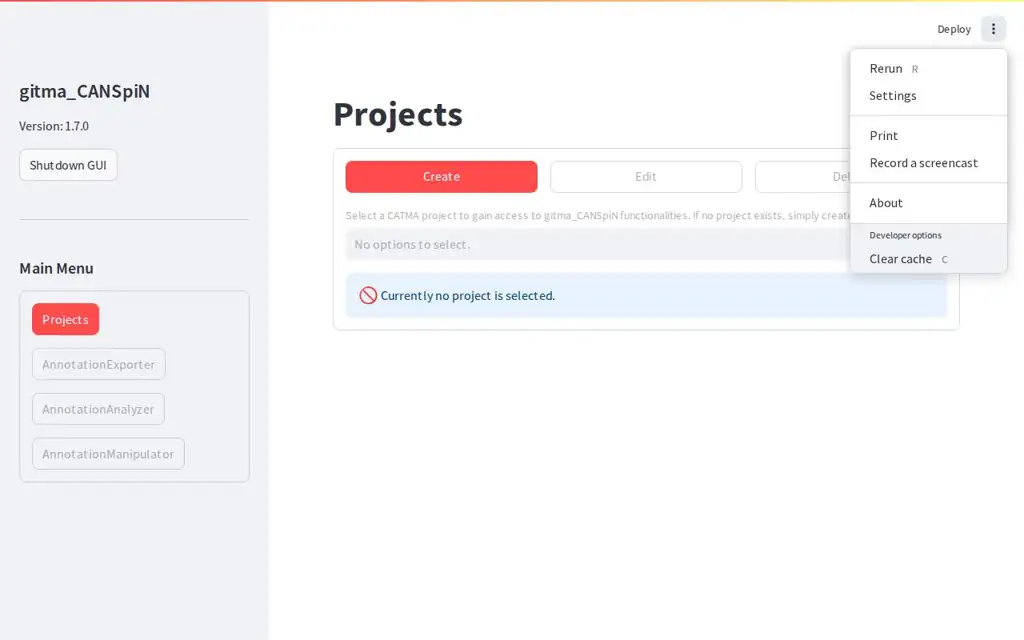 Deploy
Rerun R
Settings
Print
Record a screencast
About
Developer options
Clear cache C
gitma_CANSpiN
Version: 1.7.0
Shutdown GUI
Main Menu
Projects
AnnotationExporter
AnnotationAnalyzer
AnnotationManipulator
Projects
Create
Edit
Select a CATMA project to gain access to gitma_CANSpiN functionalities. If no project exists, simply
No options to select.
Currently no project is selected.